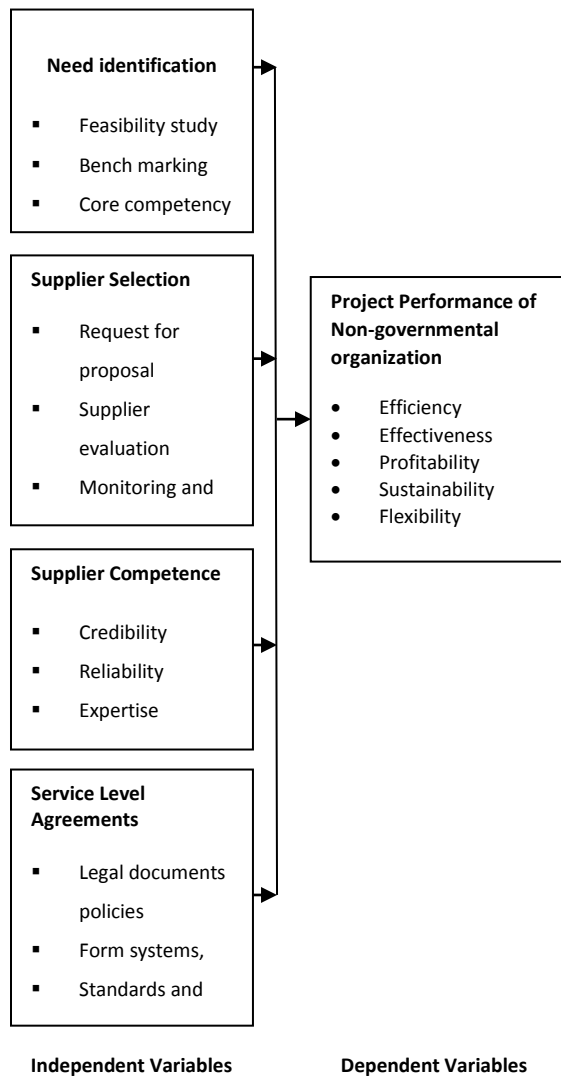 Need identification
▪ Feasibility study
▪ Bench marking
▪ Core competency
Supplier Selection
▪ Request for
proposal
▪ Supplier
evaluation
▪ Monitoring and
Supplier Competence
▪ Credibility
▪ Reliability
▪ Expertise
Service Level
Agreements
▪ Legal documents
policies
▪ Form systems,
▪ Standards and
Project Performance of
Non-governmental
organization
• Efficiency
• Effectiveness
• Profitability
• Sustainability
• Flexibility
Independent Variables
Dependent Variables